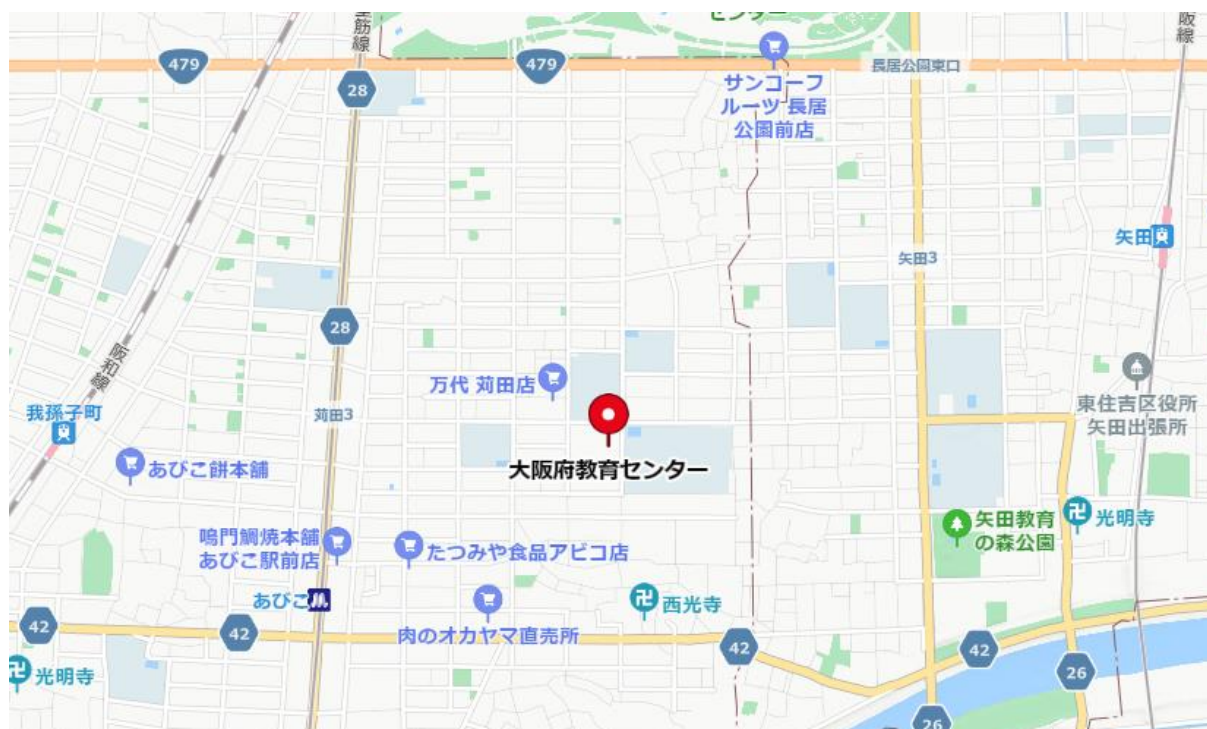 センター
筋線
阪線
479
479
長居公園東口
28
サンコーフ
ルーツ 長居
公園前店
矢田
矢田3
28
阪和線
万代 苅田店
我孫子町
苅田3
東住吉区役所
矢田出張所
大阪府教育センター
あびこ餅本舗
矢田教育
の森公園
光明寺
鳴門鯛焼本舗
あびこ駅前店
たつみや食品アビコ店
あびこ
西光寺
42
42
肉のオカヤマ直売所
42
42
光明寺
26
26